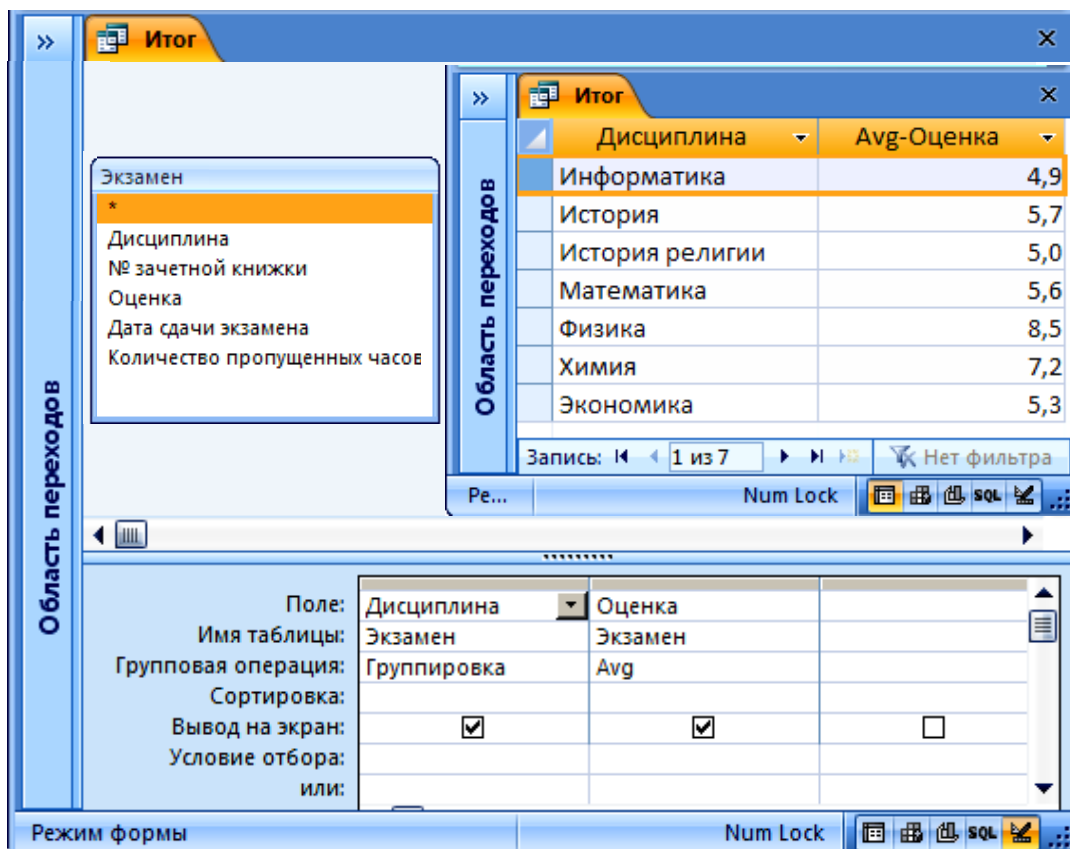 Итог
Область переходов
Экзамен
*
Дисциплина
№ зачетной книжки
Оценка
Дата сдачи экзамена
Количество пропущенных часов
Итог
Область переходов
Дисциплина Avg-Оценка
Информатика 4,9
История 5,7
История религии 5,0
Математика 5,6
Физика 8,5
Химия 7,2
Экономика 5,3
Запись: 1 из 7 Нет фильтра
Ре... Num Lock SQL
Поле: Дисциплина Оценка
Имя таблицы: Экзамен Экзамен
Групповая операция: Группировка Avg
Сортировка:
Вывод на экран:
Условие отбора:
или:
Режим формы Num Lock SQL